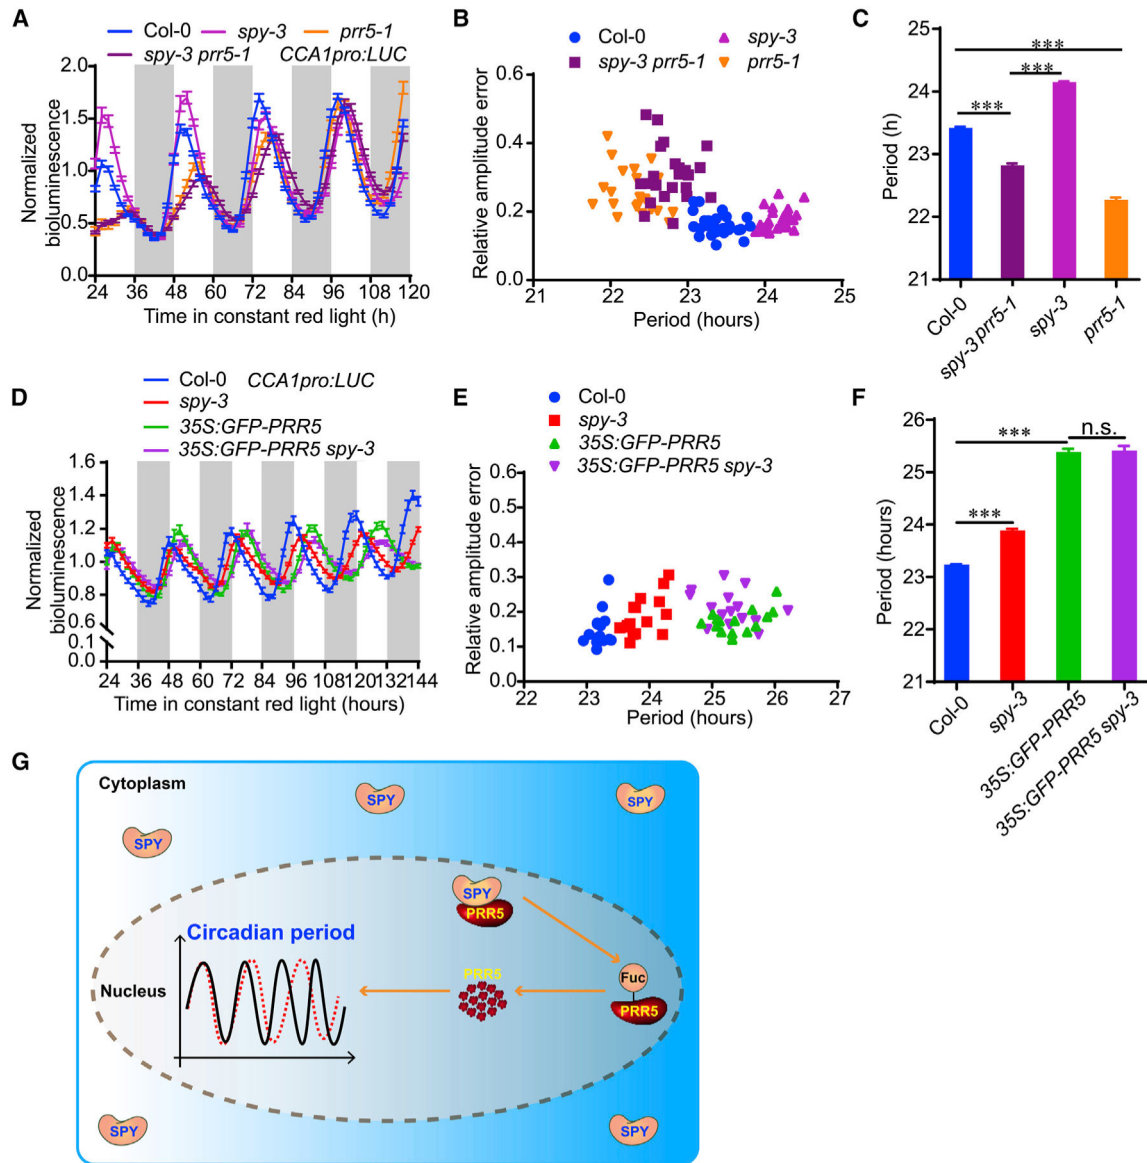 A
Col-0 spy-3 prr5-1
spy-3 prr5-1 CCA1pro:LUC
Normalized
bioluminescence
2.0
1.5
1.0
0.5
0.0
24 36 48 60 72 84 96 108 120
Time in constant red light (h)
B
Col-0 spy-3
spy-3 prr5-1 prr5-1
Relative amplitude error
0.6
0.4
0.2
0.0
21 22 23 24 25
Period (hours)
C
Period (h)
25
24
23
22
21
***
***
***
Col-0
spy-3 prr5-1
spy-3
prr5-1
D
Col-0 CCA1pro:LUC
spy-3
35S:GFP-PRR5
35S:GFP-PRR5 spy-3
Normalized
bioluminescence
1.6
1.4
1.2
1.0
0.8
0.6
0.1
0.0
24 36 48 60 72 84 96 108 120 132 144
Time in constant red light (hours)
E
Col-0
spy-3
35S:GFP-PRR5
35S:GFP-PRR5 spy-3
Relative amplitude error
0.6
0.5
0.4
0.3
0.2
0.1
0.0
22 23 24 25 26 27
Period (hours)
F
Period (hours)
26
25
24
23
22
21
n.s.
***
***
Col-0
spy-3
35S:GFP-PRR5
35S:GFP-PRR5 spy-3
G
Cytoplasm
SPY
SPY
SPY
SPY
PRR5
Circadian period
Nucleus
PRR5
Fuc
PRR5
SPY
SPY